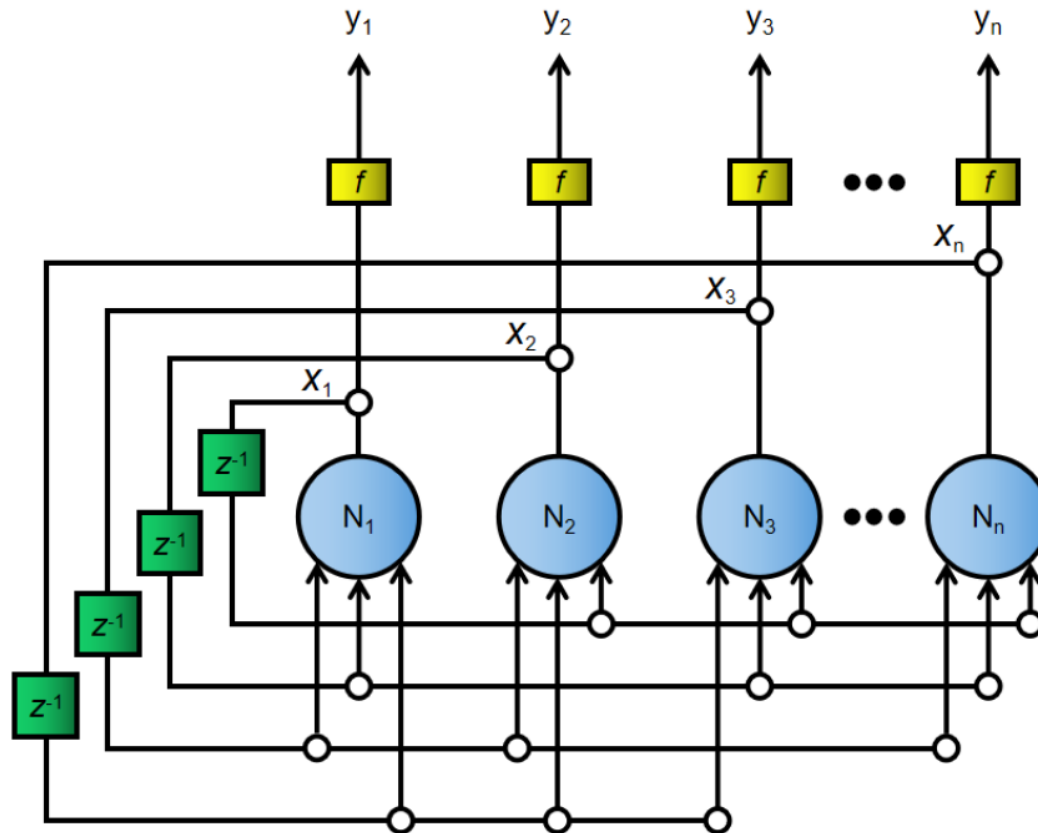 y₁ y₂ y₃ yₙ
f f f f
xₙ
x₃
x₂
x₁
z⁻¹
N₁ N₂ N₃ Nₙ
z⁻¹
z⁻¹
z⁻¹